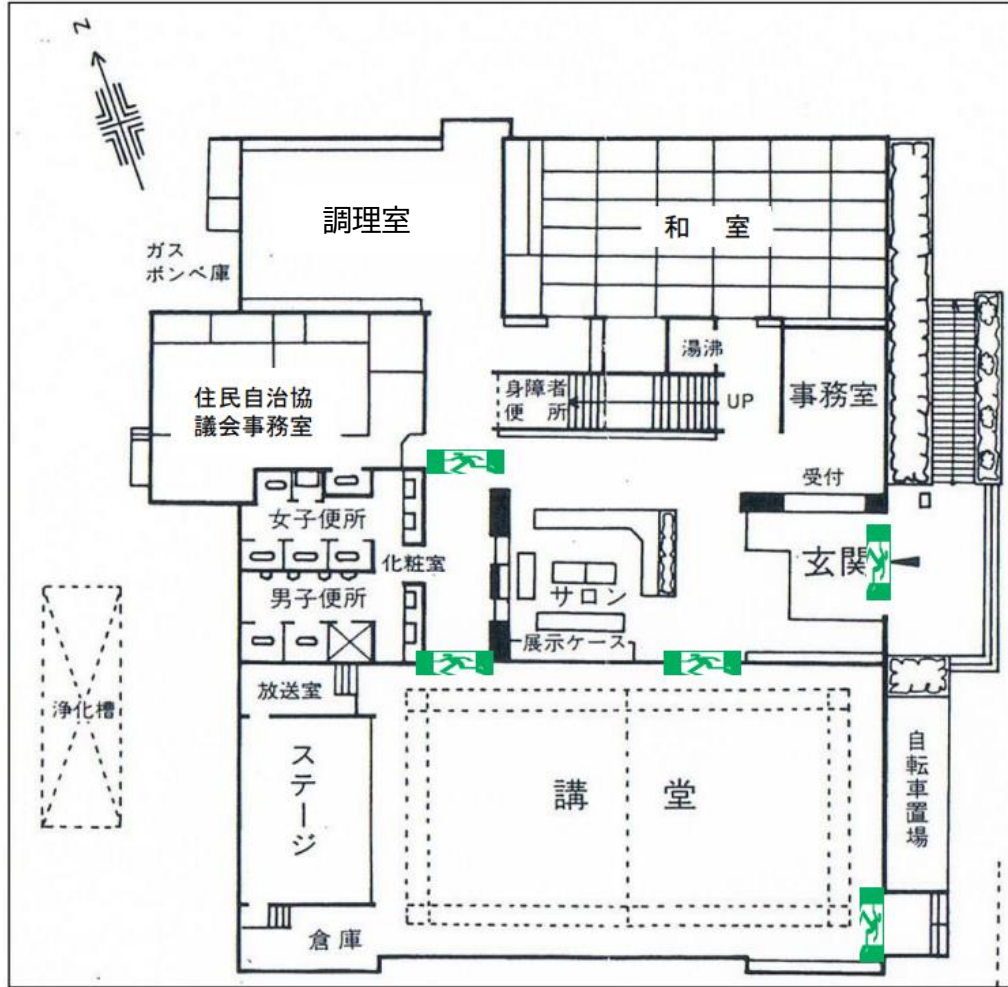 N
調理室
和 室
ガス
ボンベ庫
湯沸
身障者
便 所
UP
事務室
住民自治協
議会事務室
受付
女子便所
化粧室
玄関
男子便所
サロン
展示ケース
放送室
浄化槽
ステージ
講 堂
自転車置場
倉庫